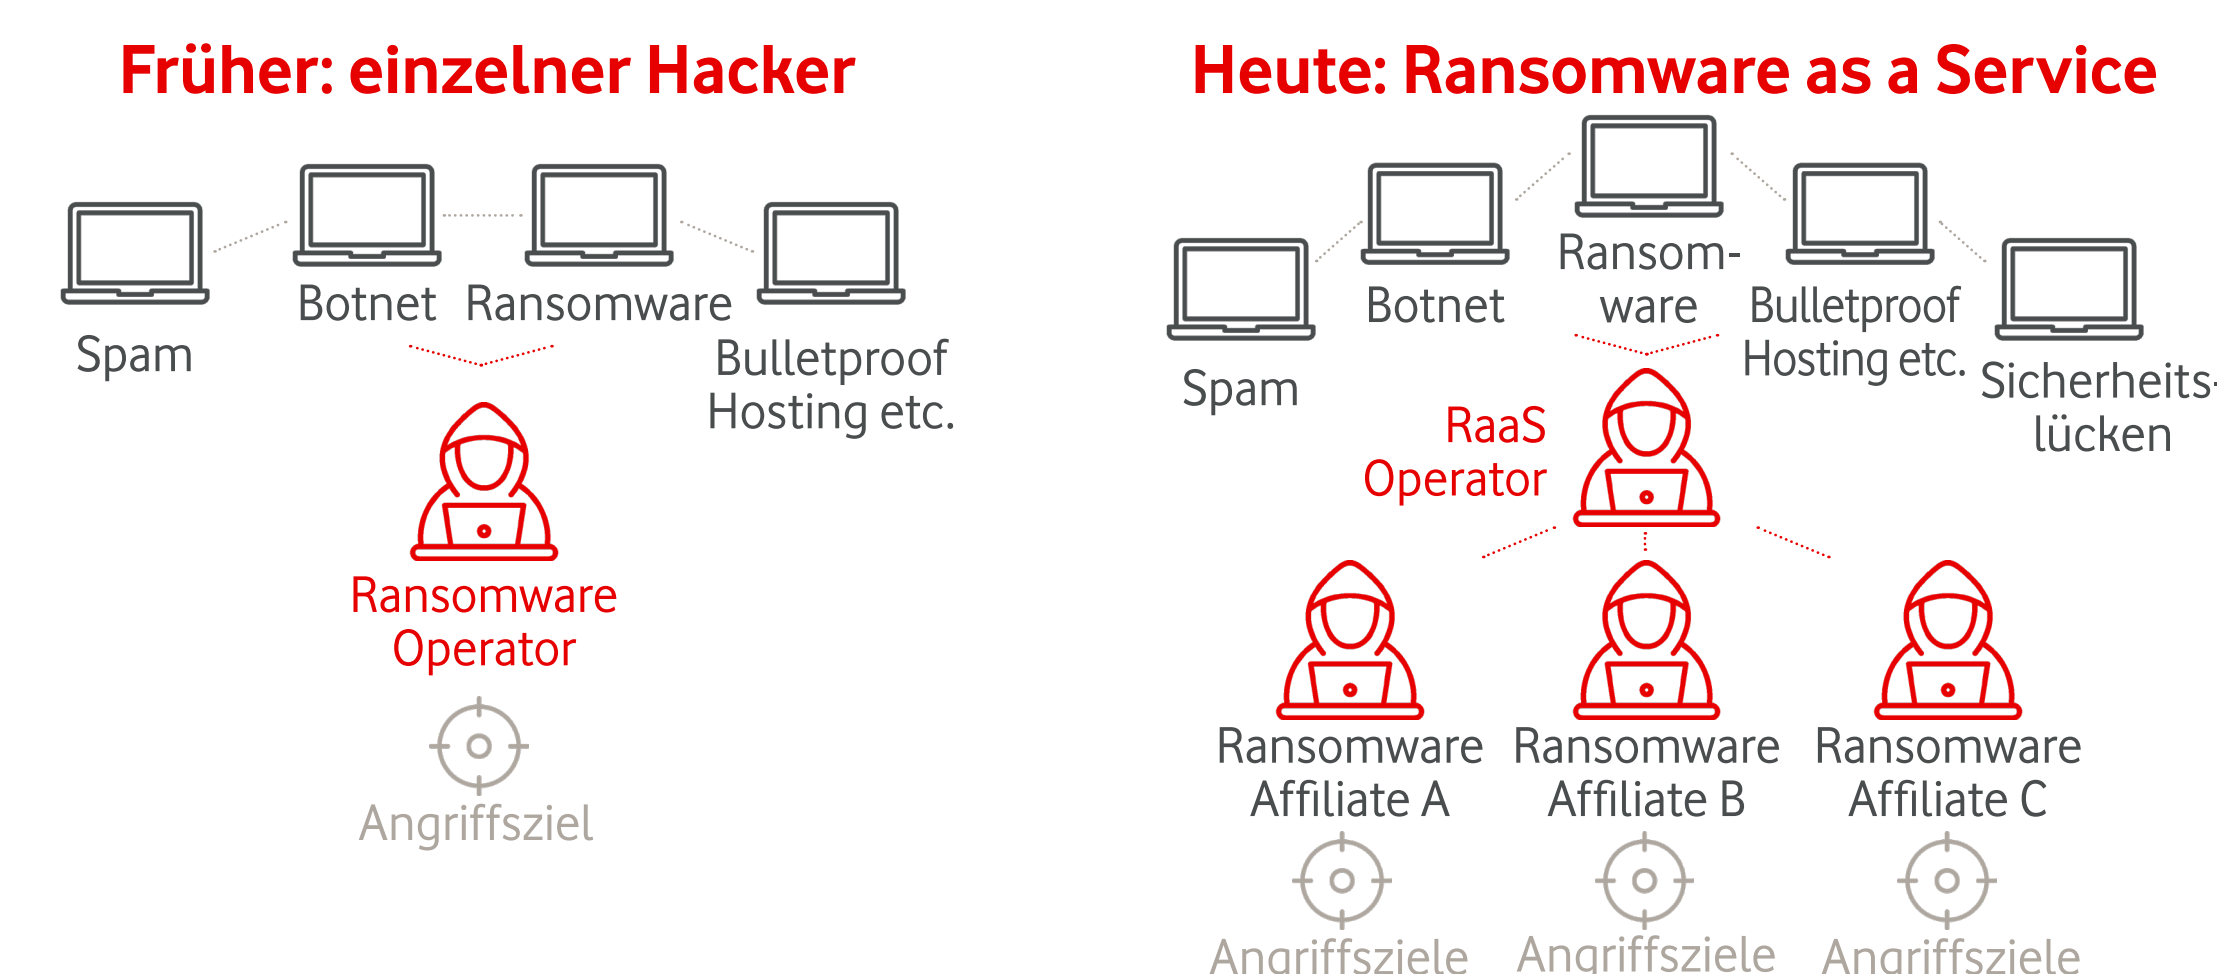 Früher: einzelner Hacker
Spam
Botnet
Ransomware
Bulletproof
Hosting etc.
Ransomware
Operator
Angriffsziel
Heute: Ransomware as a Service
Spam
Botnet
Ransom-
ware
Bulletproof
Hosting etc.
Sicherheits-
lücken
RaaS
Operator
Ransomware
Affiliate A
Ransomware
Affiliate B
Ransomware
Affiliate C
Angriffsziele
Angriffsziele
Angriffsziele